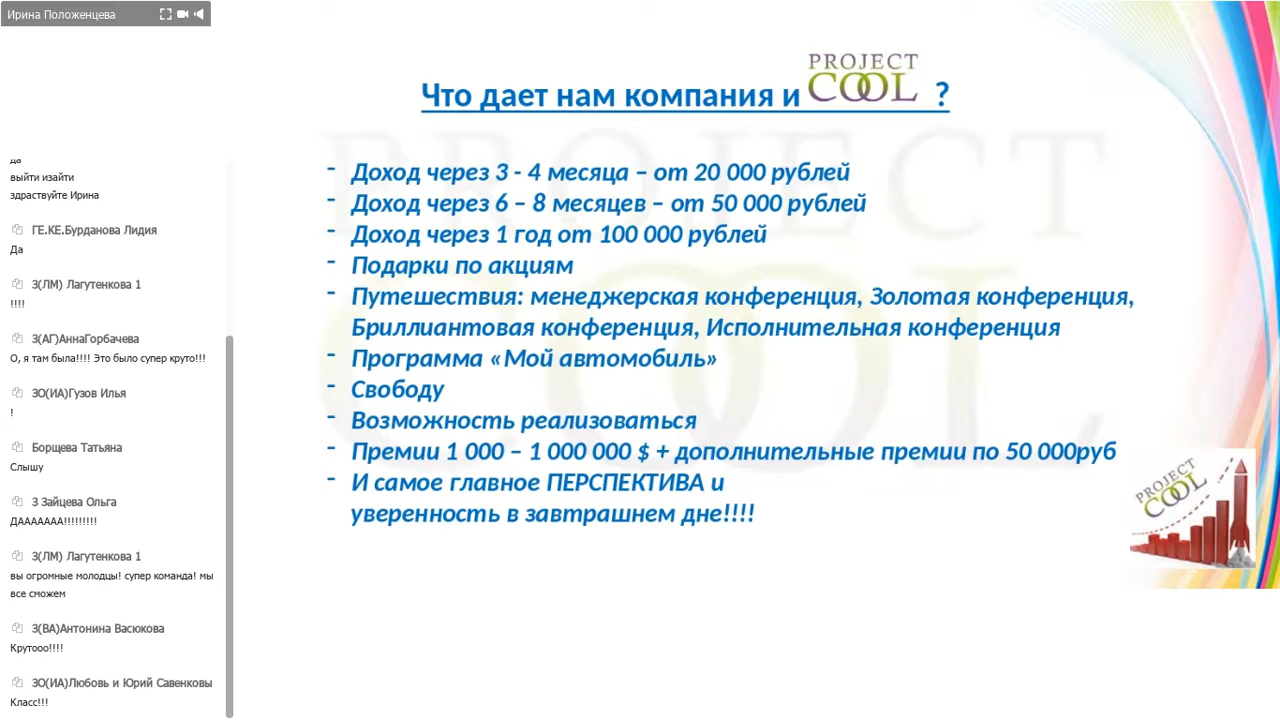 Ирина Положенцева
да
выйти изайти
здраствуйте Ирина
ГЕ.КЕ.Бурданова Лидия
Да
З(ЛМ) Лагутенкова 1
!!!!
З(АГ)АннаГорбачева
О, я там была!!!! Это было супер круто!!!
ЗО(ИА)Гузов Илья
!
Борщева Татьяна
Слышу
З Зайцева Ольга
ДААААААА!!!!!!!!!
З(ЛМ) Лагутенкова 1
вы огромные молодцы! супер команда! мы
все сможем
З(ВА)Антонина Васюкова
Крутооо!!!!
ЗО(ИА)Любовь и Юрий Савенковы
Класс!!!
Что дает нам компания и PROJECT COOL ?
- Доход через 3 - 4 месяца – от 20 000 рублей
- Доход через 6 – 8 месяцев – от 50 000 рублей
- Доход через 1 год от 100 000 рублей
- Подарки по акциям
- Путешествия: менеджерская конференция, Золотая конференция,
Бриллиантовая конференция, Исполнительная конференция
- Программа «Мой автомобиль»
- Свободу
- Возможность реализоваться
- Премии 1 000 – 1 000 000 $ + дополнительные премии по 50 000руб
- И самое главное ПЕРСПЕКТИВА и
уверенность в завтрашнем дне!!!!
PROJECT
COOL
PROJECT
COOL